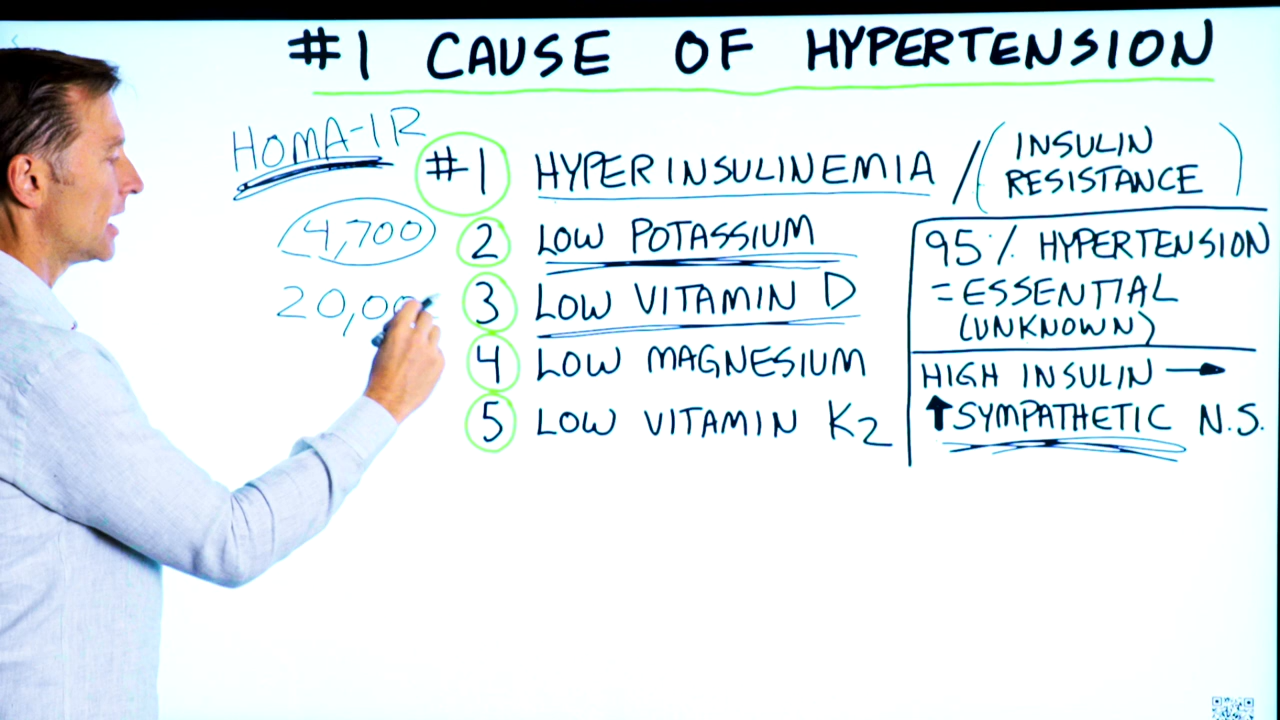 #1 CAUSE OF HYPERTENSION
HOMA-IR
#1 HYPERINSULINEMIA / (INSULIN RESISTANCE)
4,700
2 LOW POTASSIUM
3 LOW VITAMIN D
4 LOW MAGNESIUM
5 LOW VITAMIN K2
95% HYPERTENSION
= ESSENTIAL
(UNKNOWN)
HIGH INSULIN →
↑ SYMPATHETIC N.S.